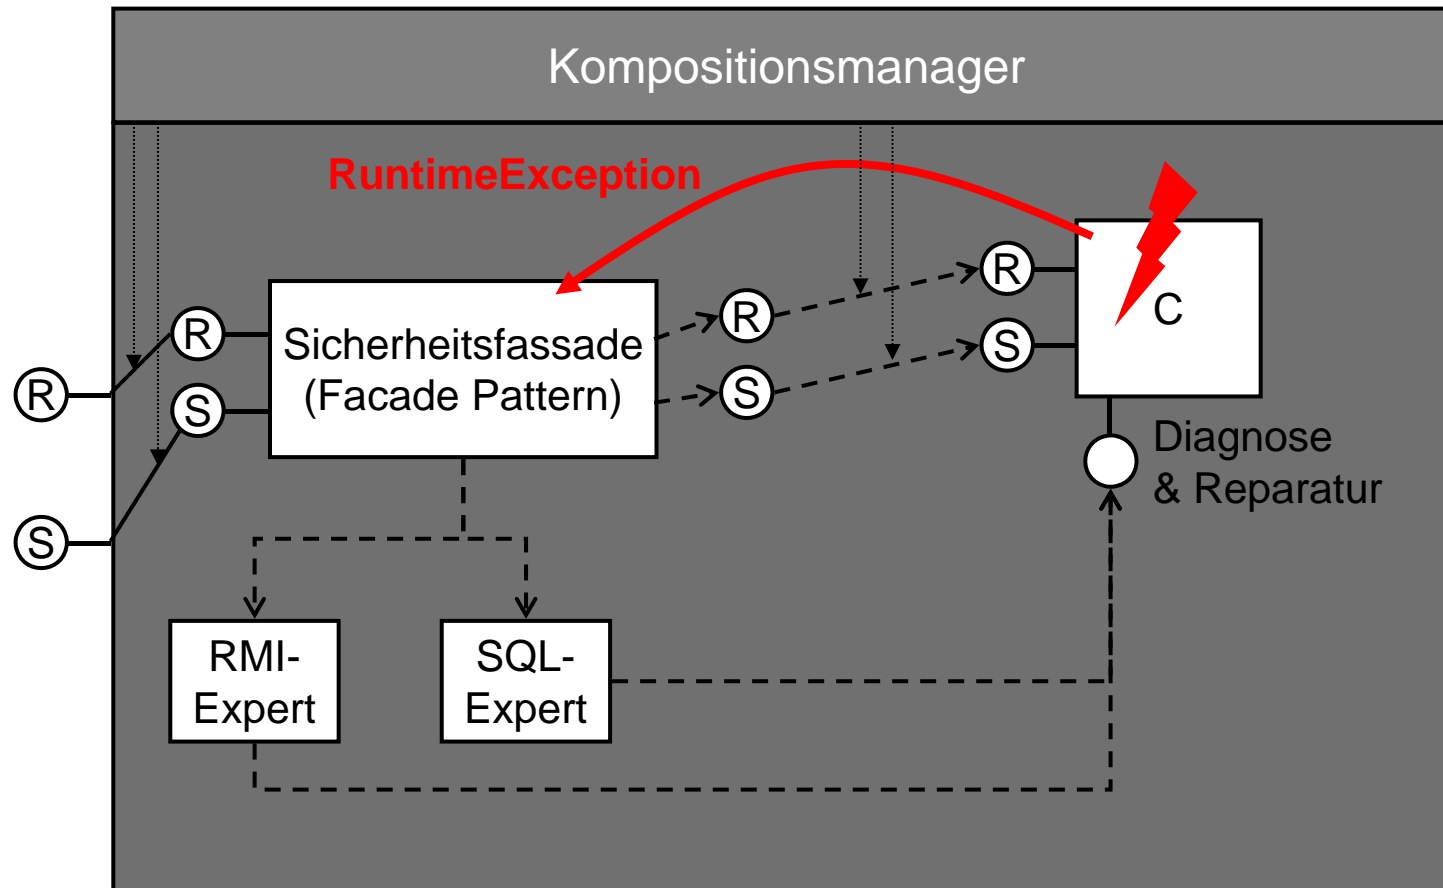 Kompositionsmanager
RuntimeException
R
S
R
S
Sicherheitsfassade
(Facade Pattern)
R
S
R
S
C
Diagnose
& Reparatur
RMI-
Expert
SQL-
Expert